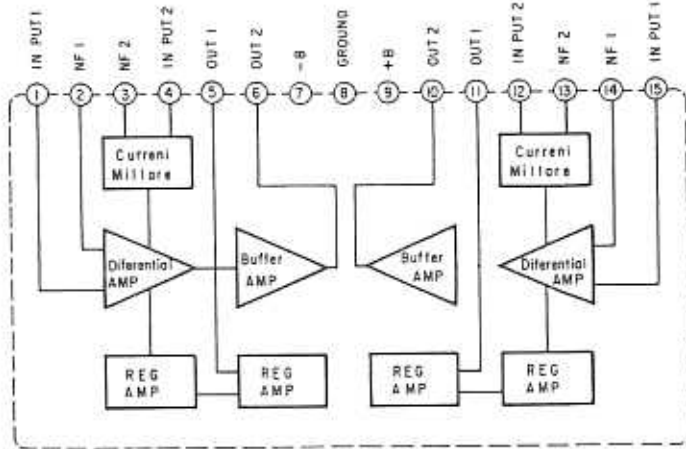 IN PUT 1
NF 1
NF 2
IN PUT 2
OUT 1
OUT 2
-B
GROUND
+B
OUT 2
OUT 1
IN PUT 2
NF 2
NF 1
IN PUT 1
1 2 3 4 5 6 7 8 9 10 11 12 13 14 15
Curreni
Millare
Curreni
Millare
Diferential
AMP
Buffer
AMP
Buffer
AMP
Diferential
AMP
REG
AMP
REG
AMP
REG
AMP
REG
AMP